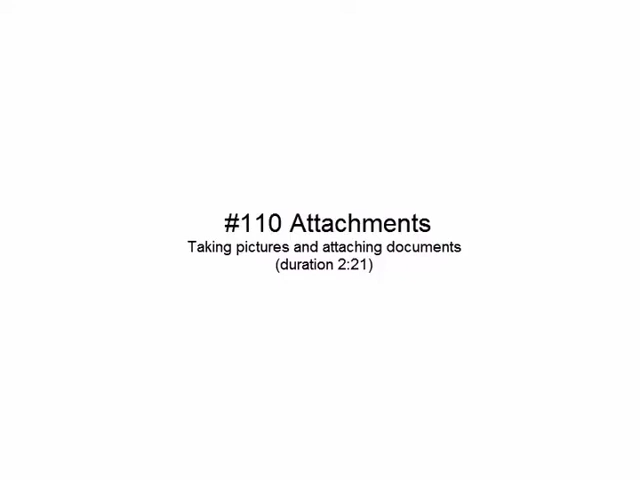 #110 Attachments
Taking pictures and attaching documents
(duration 2:21)